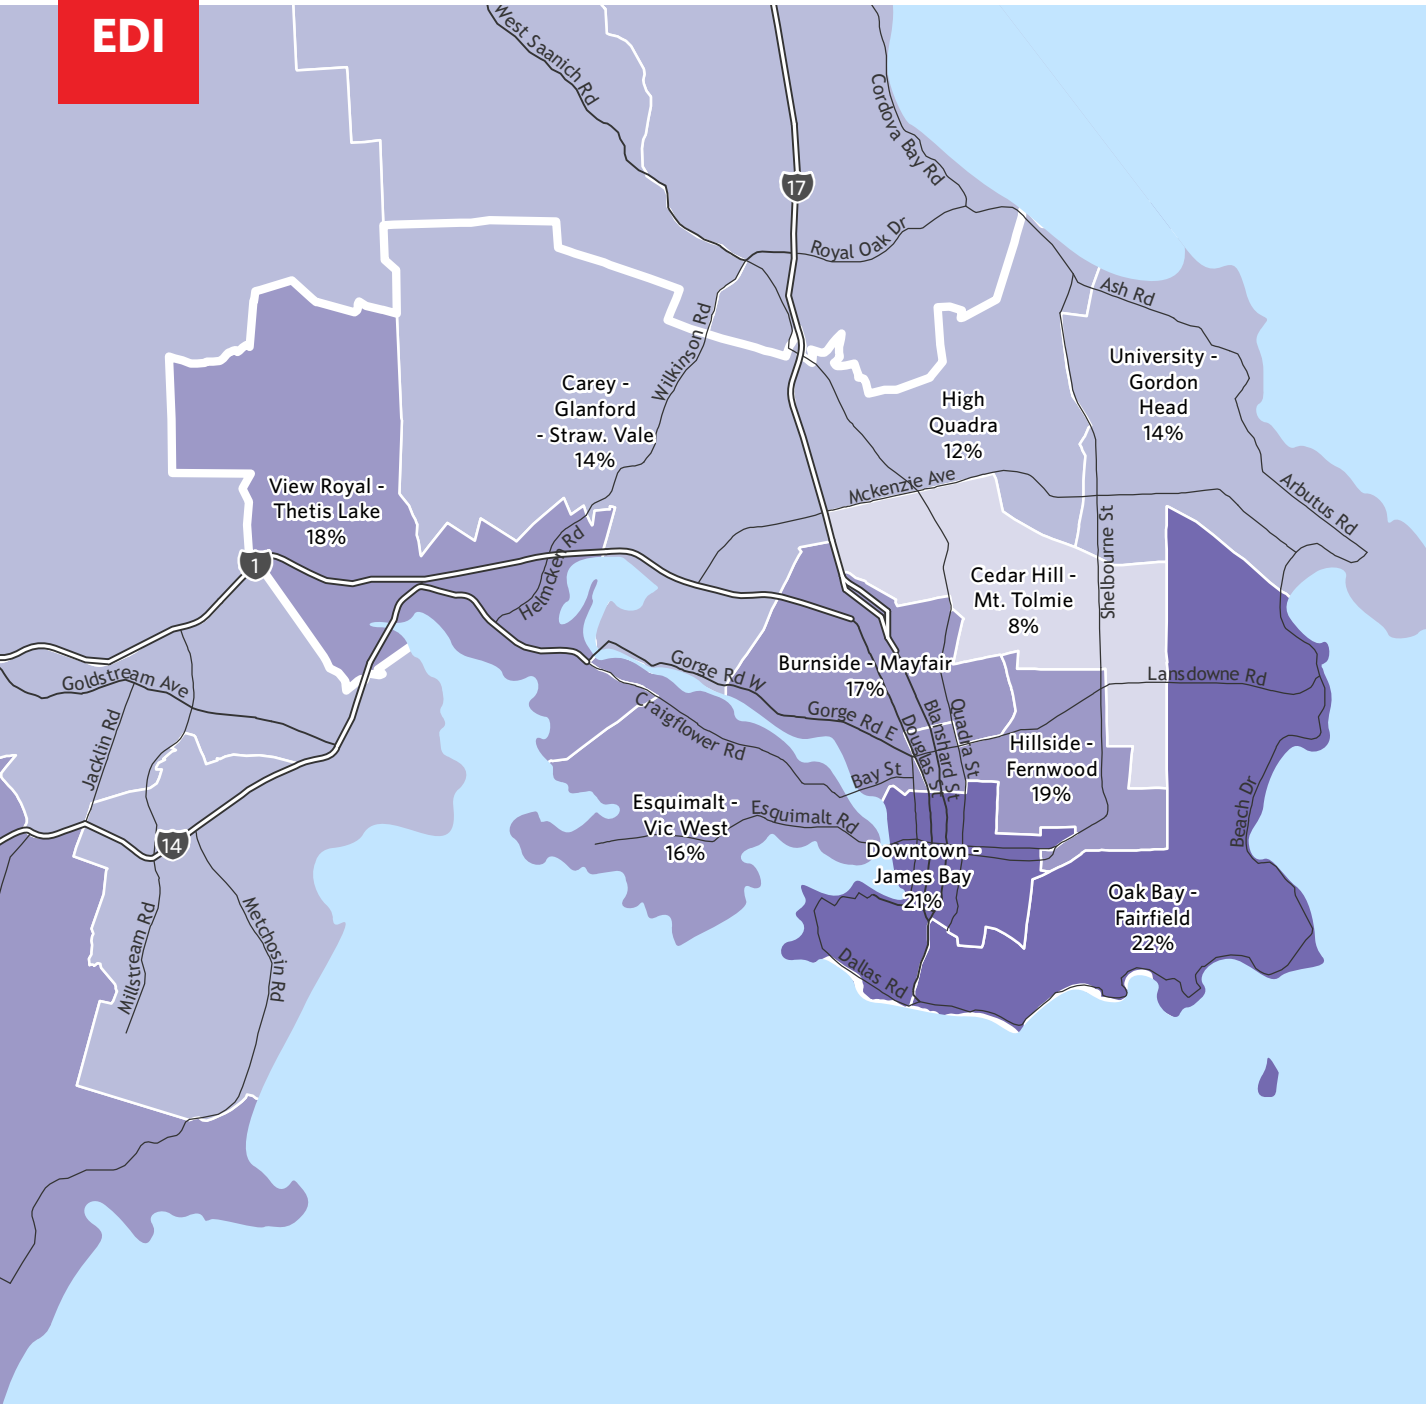 EDI
West Saanich Rd
Cordova Bay Rd
17
Royal Oak Dr
Ash Rd
Wilkinson Rd
University -
Gordon
Head
14%
Carey -
Glanford
- Straw. Vale
14%
High
Quadra
12%
Mckenzie Ave
Arbutus Rd
View Royal -
Thetis Lake
18%
1
Helmcken Rd
Shelbourne St
Cedar Hill -
Mt. Tolmie
8%
Burnside - Mayfair
17%
Lansdowne Rd
Goldstream Ave
Gorge Rd W
Gorge Rd E
Craigflower Rd
Jacklin Rd
Douglas St
Blanshard St
Quadra St
Hillside -
Fernwood
19%
Bay St
Esquimalt -
Vic West
16%
Esquimalt Rd
Beach Dr
14
Downtown -
James Bay
21%
Oak Bay -
Fairfield
22%
Millstream Rd
Metchosin Rd
Dallas Rd